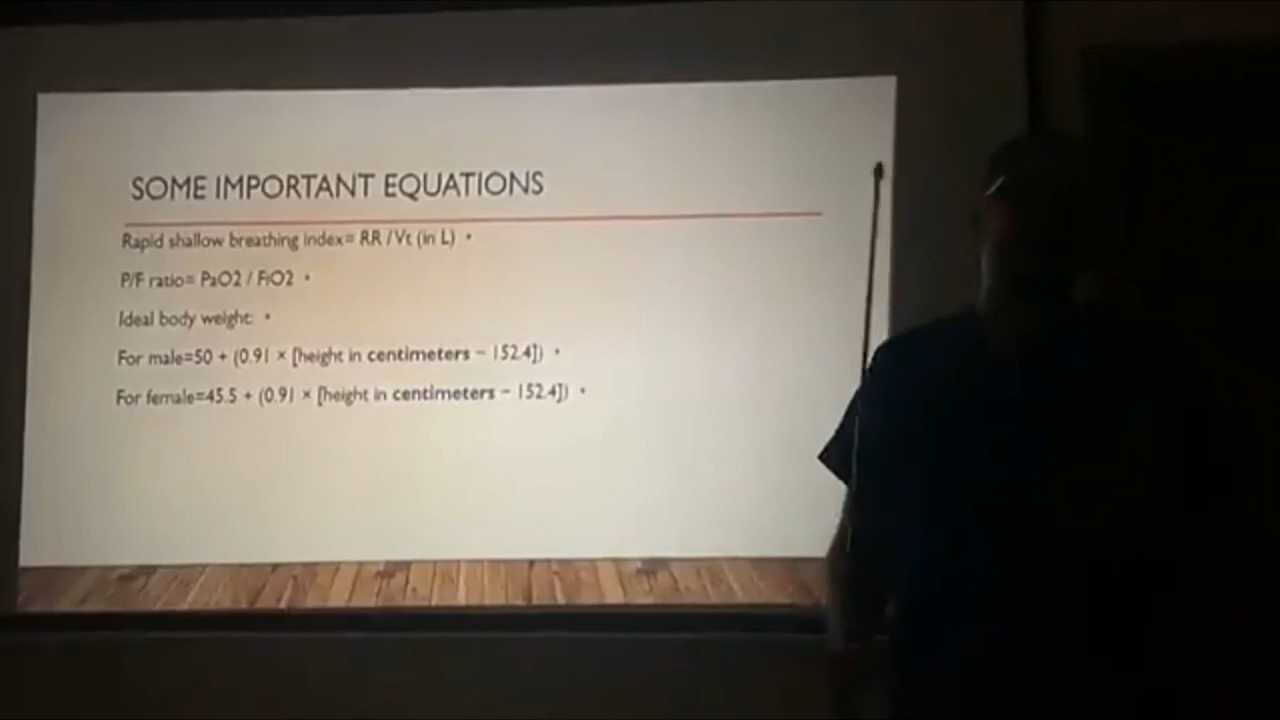 SOME IMPORTANT EQUATIONS
Rapid shallow breathing index= RR /Vt (in L) •
P/F ratio= PaO2 / FiO2 •
Ideal body weight: •
For male=50 + (0.91 × [height in centimeters − 152.4]) •
For female=45.5 + (0.91 × [height in centimeters − 152.4]) •